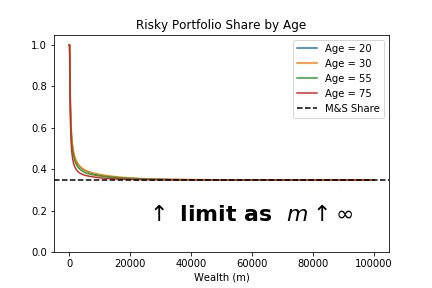 Risky Portfolio Share by Age
1.0
0.8
0.6
0.4
0.2
0.0
Age = 20
Age = 30
Age = 55
Age = 75
M&S Share
↑ limit as m ↑ ∞
0
20000
40000
60000
80000
100000
Wealth (m)